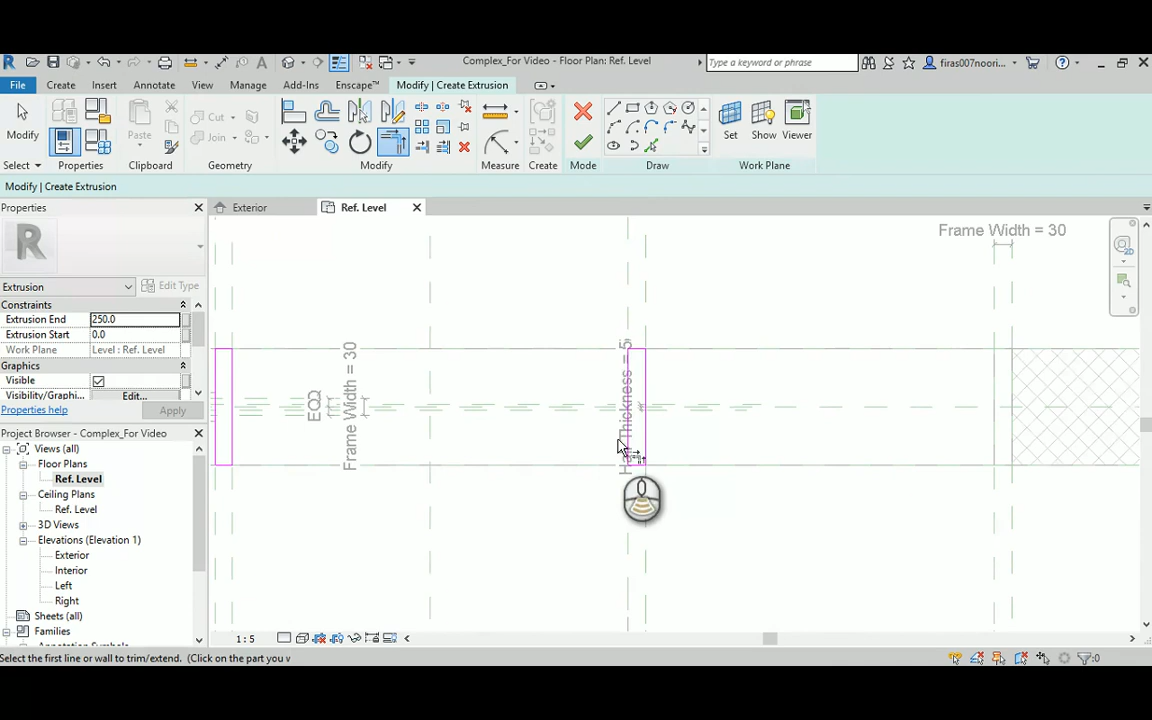 Complex_For Video - Floor Plan: Ref. Level
Type a keyword or phrase
firas007noori...
File Create Insert Annotate View Manage Add-Ins Enscape™ Modify | Create Extrusion
Modify
Paste
Cut
Join
Set Show Viewer
Select Properties Clipboard Geometry Modify Measure Create Mode Draw Work Plane
Modify | Create Extrusion
Properties
Exterior
Ref. Level
R
Extrusion
Edit Type
Constraints
Extrusion End 250.0
Extrusion Start 0.0
Work Plane Level : Ref. Level
Graphics
Visible
Visibility/Graphi... Edit...
Properties help
Apply
Project Browser - Complex_For Video
Views (all)
Floor Plans
Ref. Level
Ceiling Plans
Ref. Level
3D Views
Elevations (Elevation 1)
Exterior
Interior
Left
Right
Sheets (all)
Families
Frame Width = 30
EQ
Frame Width = 30
Thickness = 5
1 : 5
Select the first line or wall to trim/extend. (Click on the part you v
:0